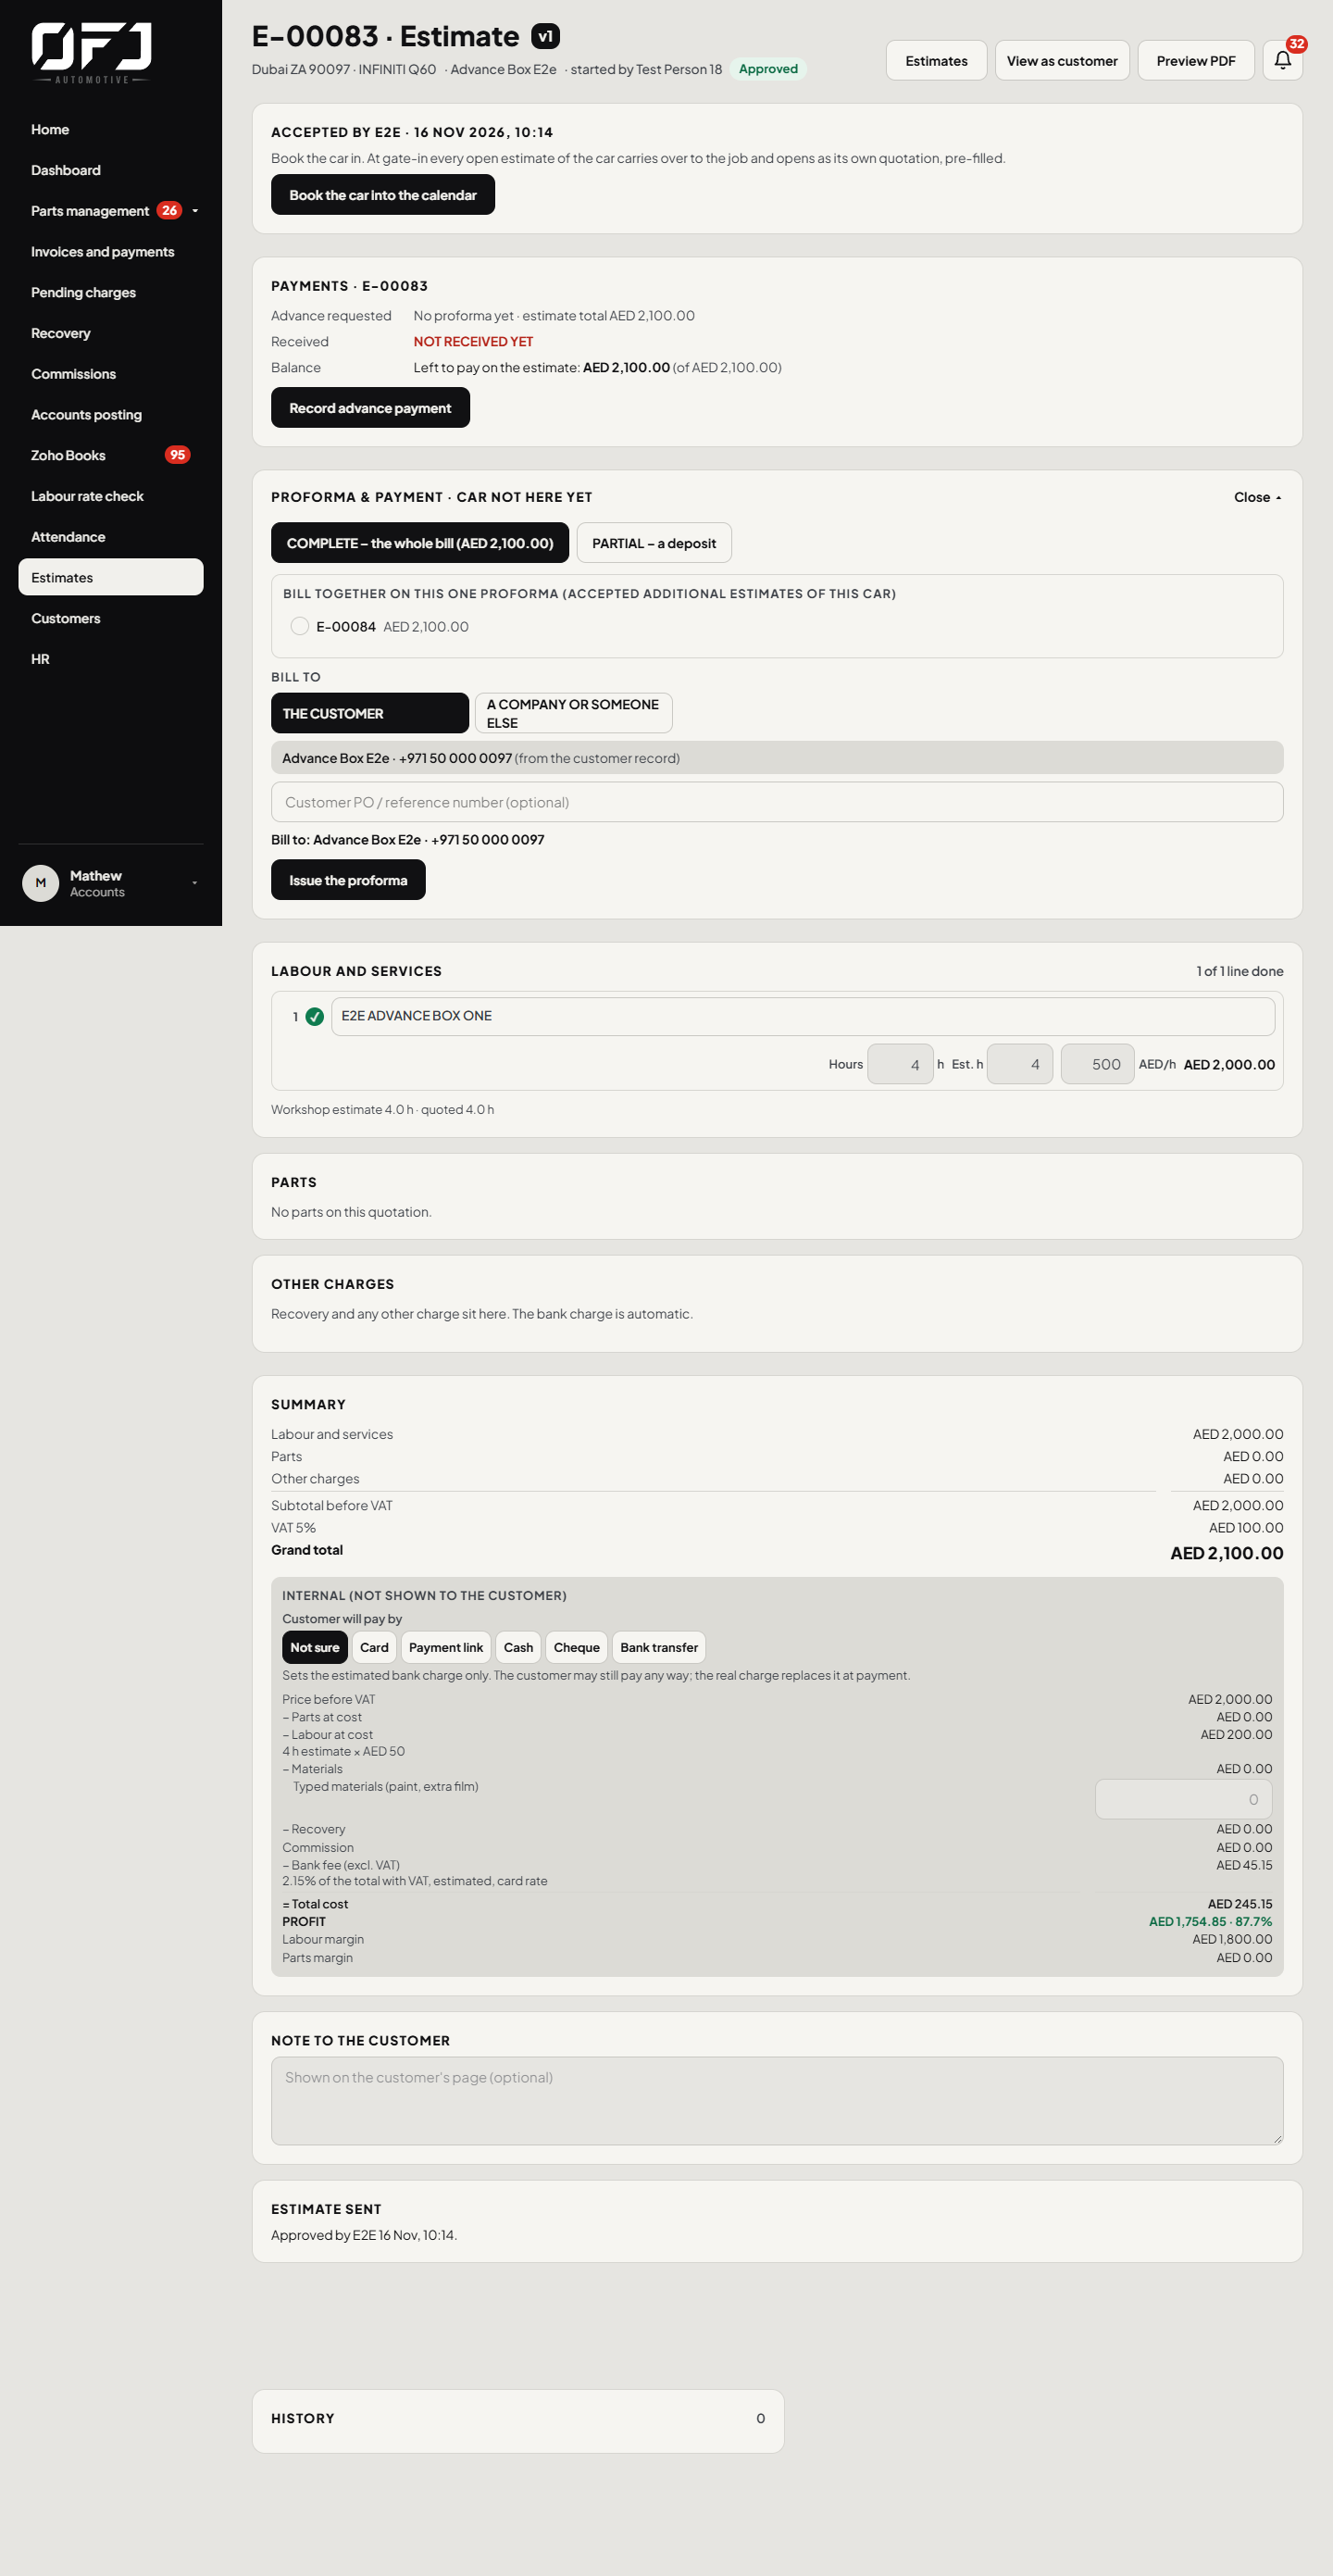 OFJ
AUTOMOTIVE
Home
Dashboard
Parts management 26
Invoices and payments
Pending charges
Recovery
Commissions
Accounts posting
Zoho Books 95
Labour rate check
Attendance
Estimates
Customers
HR
M
Mathew
Accounts
E-00083 · Estimate v1
Dubai ZA 90097 · INFINITI Q60 · Advance Box E2e · started by Test Person 18 Approved
Estimates View as customer Preview PDF 32
ACCEPTED BY E2E · 16 NOV 2026, 10:14
Book the car in. At gate-in every open estimate of the car carries over to the job and opens as its own quotation, pre-filled.
Book the car into the calendar
PAYMENTS · E-00083
Advance requested No proforma yet · estimate total AED 2,100.00
Received NOT RECEIVED YET
Balance Left to pay on the estimate: AED 2,100.00 (of AED 2,100.00)
Record advance payment
PROFORMA & PAYMENT · CAR NOT HERE YET Close
COMPLETE – the whole bill (AED 2,100.00) PARTIAL – a deposit
BILL TOGETHER ON THIS ONE PROFORMA (ACCEPTED ADDITIONAL ESTIMATES OF THIS CAR)
E-00084 AED 2,100.00
BILL TO
THE CUSTOMER
A COMPANY OR SOMEONE
ELSE
Advance Box E2e · +971 50 000 0097 (from the customer record)
Customer PO / reference number (optional)
Bill to: Advance Box E2e · +971 50 000 0097
Issue the proforma
LABOUR AND SERVICES 1 of 1 line done
1 E2E ADVANCE BOX ONE
Hours 4 h Est. h 4 500 AED/h AED 2,000.00
Workshop estimate 4.0 h · quoted 4.0 h
PARTS
No parts on this quotation.
OTHER CHARGES
Recovery and any other charge sit here. The bank charge is automatic.
SUMMARY
Labour and services AED 2,000.00
Parts AED 0.00
Other charges AED 0.00
Subtotal before VAT AED 2,000.00
VAT 5% AED 100.00
Grand total AED 2,100.00
INTERNAL (NOT SHOWN TO THE CUSTOMER)
Customer will pay by
Not sure Card Payment link Cash Cheque Bank transfer
Sets the estimated bank charge only. The customer may still pay any way; the real charge replaces it at payment.
Price before VAT AED 2,000.00
– Parts at cost AED 0.00
– Labour at cost AED 200.00
4 h estimate × AED 50
– Materials AED 0.00
Typed materials (paint, extra film) 0
– Recovery AED 0.00
Commission AED 0.00
– Bank fee (excl. VAT) AED 45.15
2.15% of the total with VAT, estimated, card rate
= Total cost AED 245.15
PROFIT AED 1,754.85 · 87.7%
Labour margin AED 1,800.00
Parts margin AED 0.00
NOTE TO THE CUSTOMER
Shown on the customer's page (optional)
ESTIMATE SENT
Approved by E2E 16 Nov, 10:14.
HISTORY 0